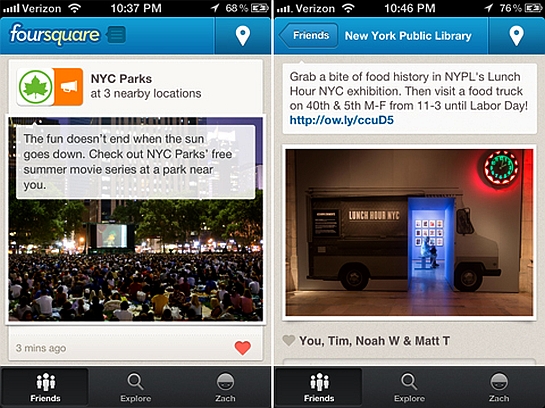 Verizon 10:37 PM 68%
foursquare
NYC Parks
at 3 nearby locations
The fun doesn't end when the sun
goes down. Check out NYC Parks' free
summer movie series at a park near
you.
3 mins ago
Friends Explore Zach
Verizon 10:46 PM 76%
Friends New York Public Library
Grab a bite of food history in NYPL's Lunch
Hour NYC exhibition. Then visit a food truck
on 40th & 5th M-F from 11-3 until Labor Day!
http://owly/ccuD5
LUNCH HOUR NYC
You, Tim, Noah W & Matt T
Friends Explore Zach